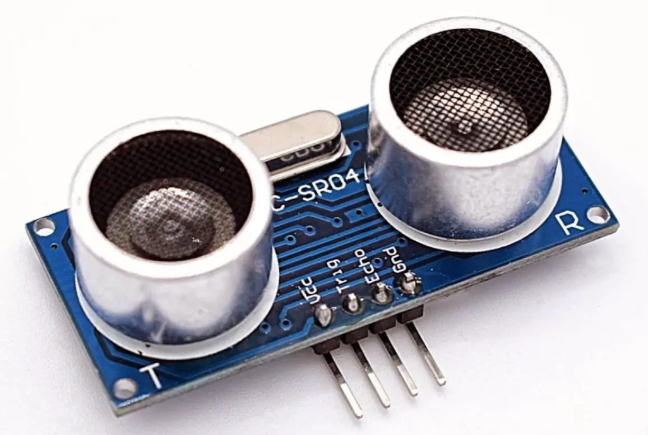 C-SR04
Vcc
Trig
Echo
Gnd
T
R